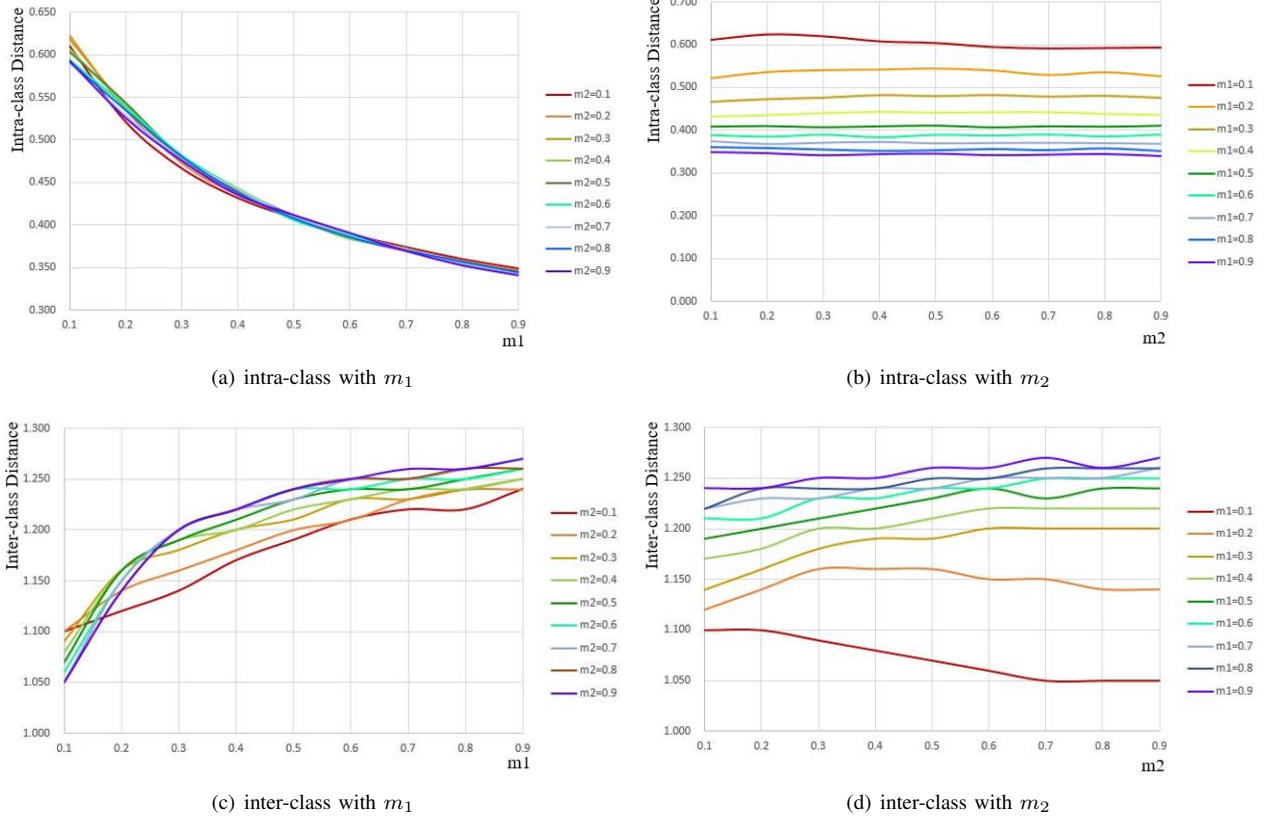 Intra-class Distance
0.650
0.600
0.550
0.500
0.450
0.400
0.350
0.300
0.1 0.2 0.3 0.4 0.5 0.6 0.7 0.8 0.9
m1
m2=0.1
m2=0.2
m2=0.3
m2=0.4
m2=0.5
m2=0.6
m2=0.7
m2=0.8
m2=0.9
(a) intra-class with m1
Intra-class Distance
0.700
0.600
0.500
0.400
0.300
0.200
0.100
0.000
0.1 0.2 0.3 0.4 0.5 0.6 0.7 0.8 0.9
m2
m1=0.1
m1=0.2
m1=0.3
m1=0.4
m1=0.5
m1=0.6
m1=0.7
m1=0.8
m1=0.9
(b) intra-class with m2
Inter-class Distance
1.300
1.250
1.200
1.150
1.100
1.050
1.000
0.1 0.2 0.3 0.4 0.5 0.6 0.7 0.8 0.9
m1
m2=0.1
m2=0.2
m2=0.3
m2=0.4
m2=0.5
m2=0.6
m2=0.7
m2=0.8
m2=0.9
(c) inter-class with m1
Inter-class Distance
1.300
1.250
1.200
1.150
1.100
1.050
1.000
0.1 0.2 0.3 0.4 0.5 0.6 0.7 0.8 0.9
m2
m1=0.1
m1=0.2
m1=0.3
m1=0.4
m1=0.5
m1=0.6
m1=0.7
m1=0.8
m1=0.9
(d) inter-class with m2